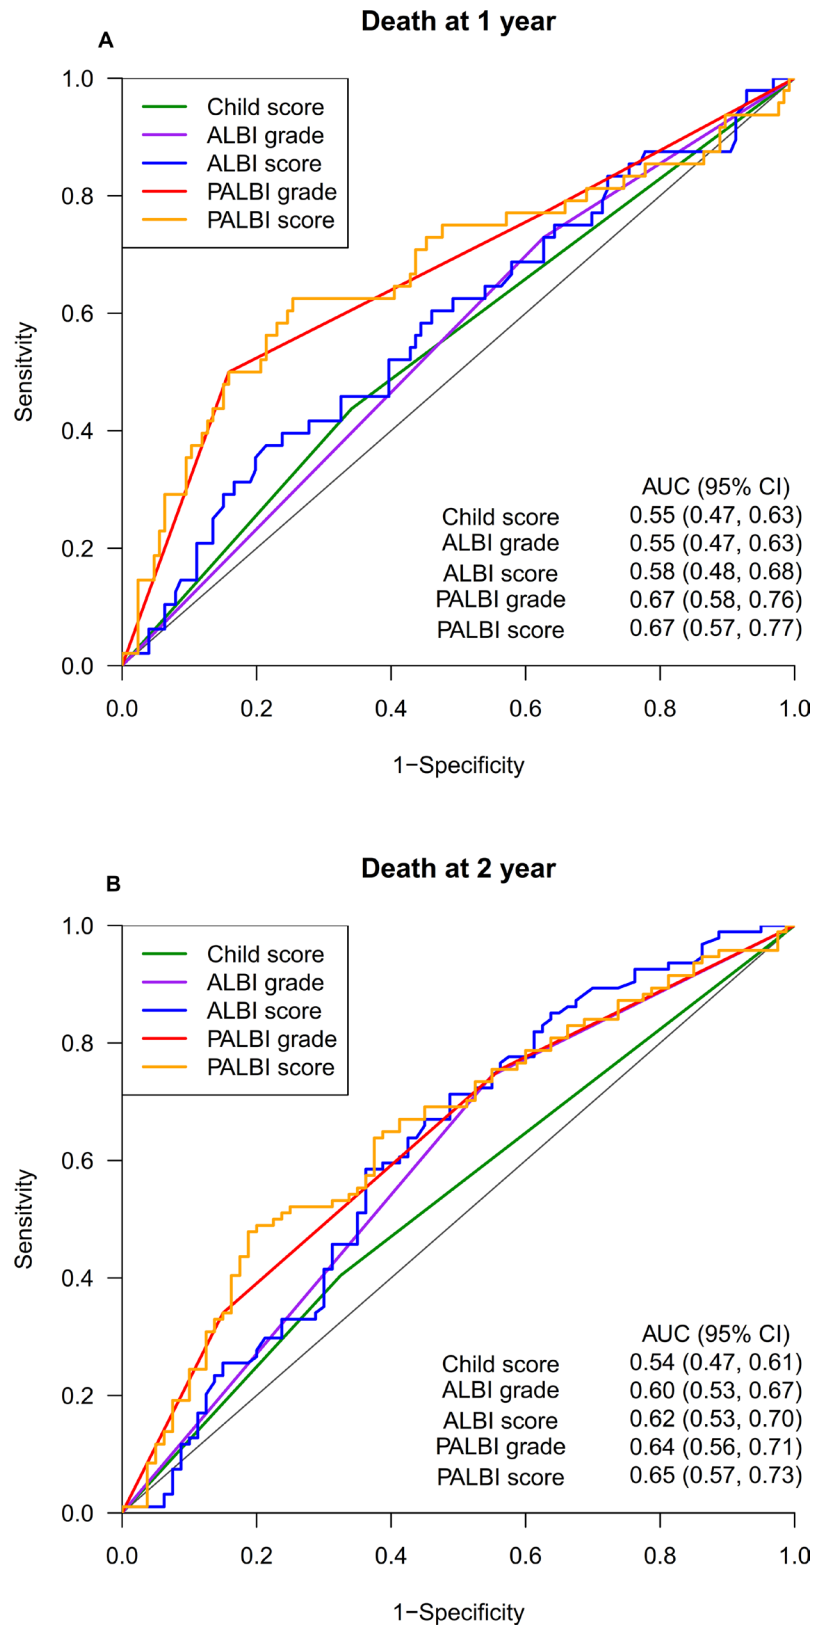 Death at 1 year
A
1.0
0.8
0.6
0.4
0.2
0.0
Sensitvity
Child score
ALBI grade
ALBI score
PALBI grade
PALBI score
AUC (95% CI)
Child score 0.55 (0.47, 0.63)
ALBI grade 0.55 (0.47, 0.63)
ALBI score 0.58 (0.48, 0.68)
PALBI grade 0.67 (0.58, 0.76)
PALBI score 0.67 (0.57, 0.77)
0.0 0.2 0.4 0.6 0.8 1.0
1−Specificity
Death at 2 year
B
1.0
0.8
0.6
0.4
0.2
0.0
Sensitvity
Child score
ALBI grade
ALBI score
PALBI grade
PALBI score
AUC (95% CI)
Child score 0.54 (0.47, 0.61)
ALBI grade 0.60 (0.53, 0.67)
ALBI score 0.62 (0.53, 0.70)
PALBI grade 0.64 (0.56, 0.71)
PALBI score 0.65 (0.57, 0.73)
0.0 0.2 0.4 0.6 0.8 1.0
1−Specificity